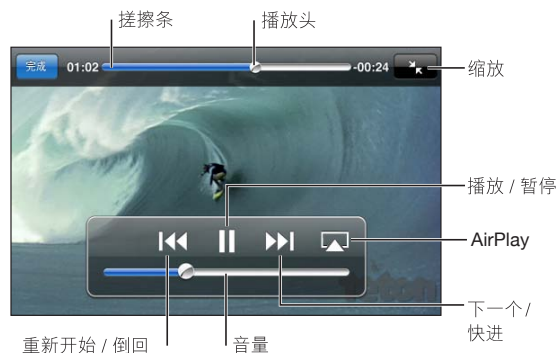 搓擦条
播放头
完成
01:02
-00:24
缩放
播放 / 暂停
AirPlay
下一个 /
快进
重新开始 / 倒回
音量